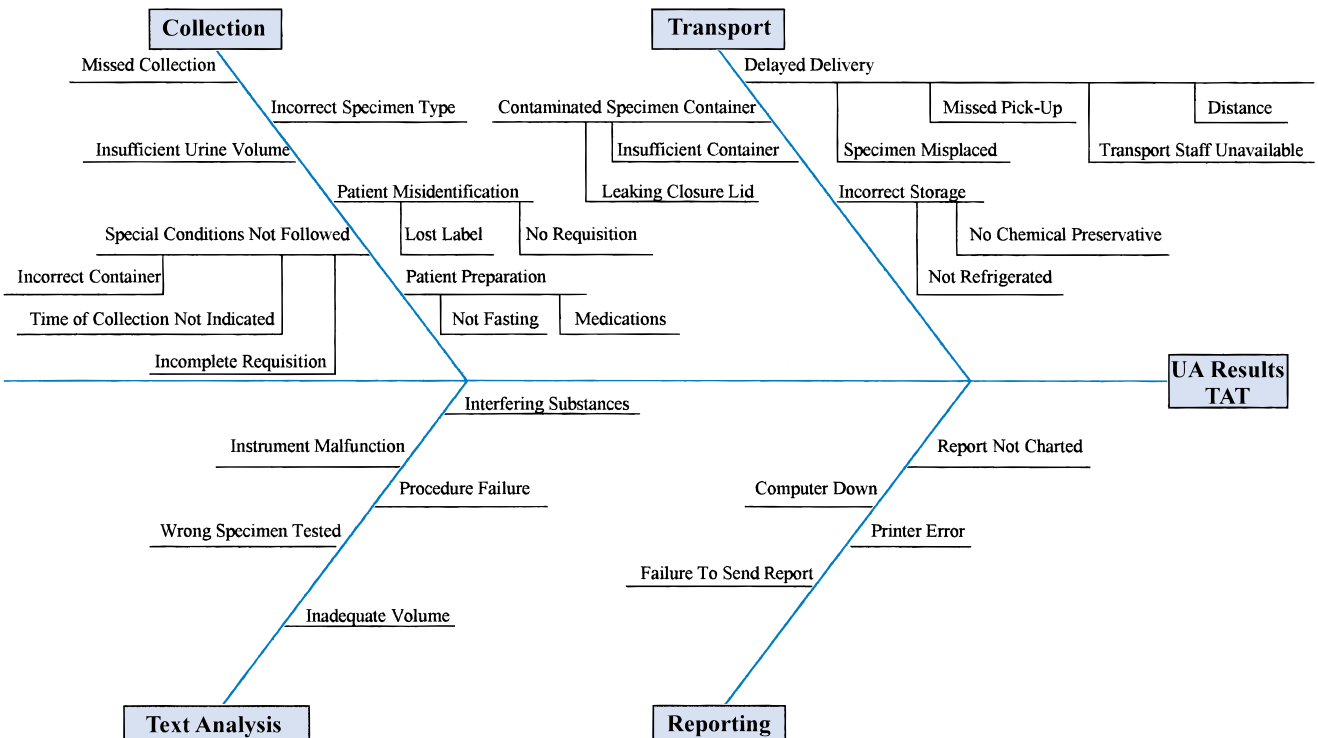 Collection
Transport
Missed Collection
Incorrect Specimen Type
Insufficient Urine Volume
Patient Misidentification
Lost Label
No Requisition
Special Conditions Not Followed
Incorrect Container
Time of Collection Not Indicated
Incomplete Requisition
Patient Preparation
Not Fasting
Medications
Delayed Delivery
Missed Pick-Up
Distance
Specimen Misplaced
Transport Staff Unavailable
Contaminated Specimen Container
Insufficient Container
Leaking Closure Lid
Incorrect Storage
No Chemical Preservative
Not Refrigerated
UA Results
TAT
Interfering Substances
Instrument Malfunction
Procedure Failure
Wrong Specimen Tested
Inadequate Volume
Text Analysis
Report Not Charted
Computer Down
Printer Error
Failure To Send Report
Reporting